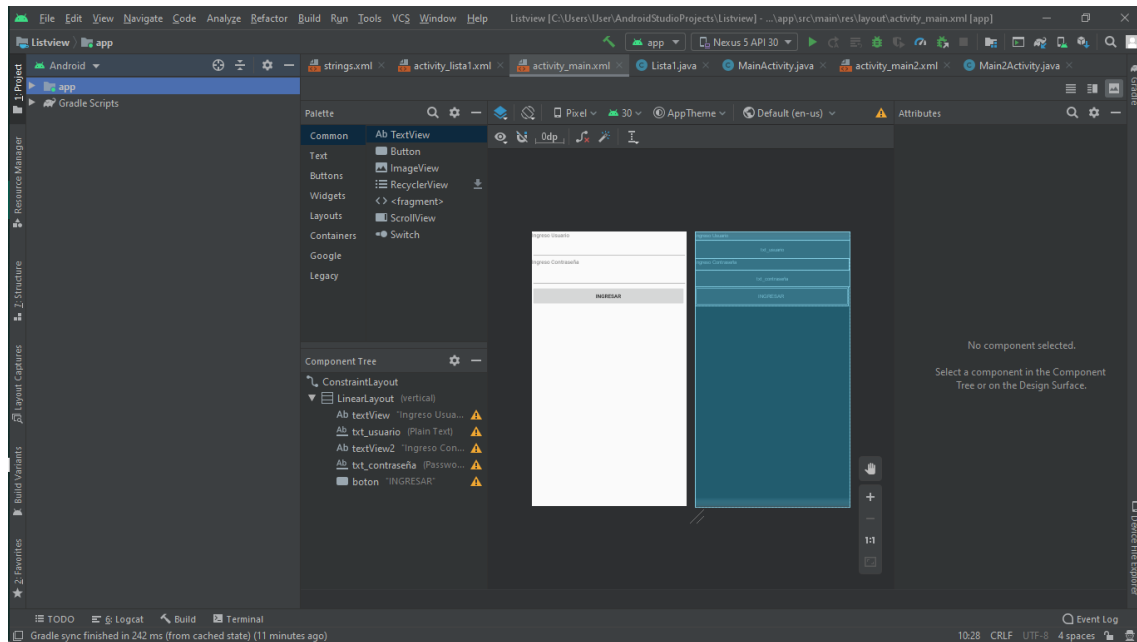 File Edit View Navigate Code Analyze Refactor Build Run Tools VCS Window Help Listview [C:\Users\User\AndroidStudioProjects\Listview] - ...\app\src\main\res\layout\activity_main.xml [app]
Listview app
app Nexus 5 API 30
1: Project
Resource Manager
Z: Structure
Layout Captures
Build Variants
2: Favorites
Android
app
Gradle Scripts
strings.xml activity_lista1.xml activity_main.xml Lista1.java MainActivity.java activity_main2.xml Main2Activity.java
Gradle
Palette
Common
Text
Buttons
Widgets
Layouts
Containers
Google
Legacy
Ab TextView
Button
ImageView
RecyclerView
<> <fragment>
ScrollView
Switch
Pixel 30 AppTheme Default (en-us)
0dp
Attributes
Ingreso Usuario
Ingreso Contraseña
INGRESAR
Ingreso Usuario
txt_usuario
Ingreso Contraseña
txt_contraseña
INGRESAR
No component selected.
Select a component in the Component
Tree or on the Design Surface.
1:1
Component Tree
ConstraintLayout
LinearLayout (vertical)
Ab textView "Ingreso Usua...
Ab txt_usuario (Plain Text)
Ab textView2 "Ingreso Con...
Ab txt_contraseña (Passwo...
boton "INGRESAR"
Device File Explorer
TODO 6: Logcat Build Terminal
Event Log
Gradle sync finished in 242 ms (from cached state) (11 minutes ago)
10:28 CRLF UTF-8 4 spaces